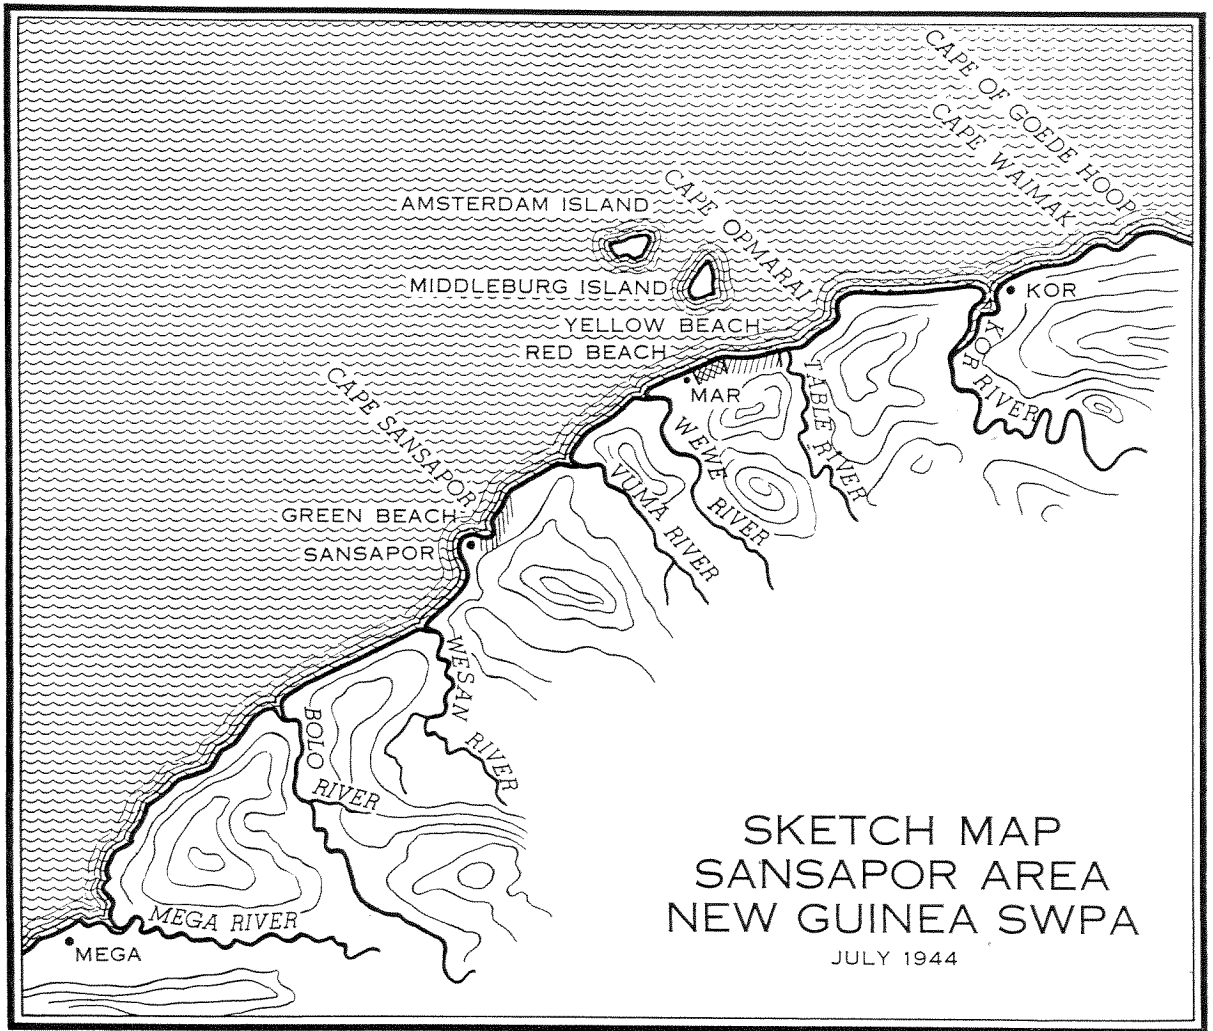 CAPE OF GOEDE HOOP
CAPE WAIMAK
CAPE OPMARAI
AMSTERDAM ISLAND
MIDDLEBURG ISLAND
KOR
YELLOW BEACH
RED BEACH
KOR RIVER
MAR
TABLE RIVER
CAPE SANSAPOR
WEWE RIVER
VUMA RIVER
GREEN BEACH
SANSAPOR
WESAN RIVER
BOLO RIVER
MEGA RIVER
MEGA
SKETCH MAP
SANSAPOR AREA
NEW GUINEA SWPA
JULY 1944